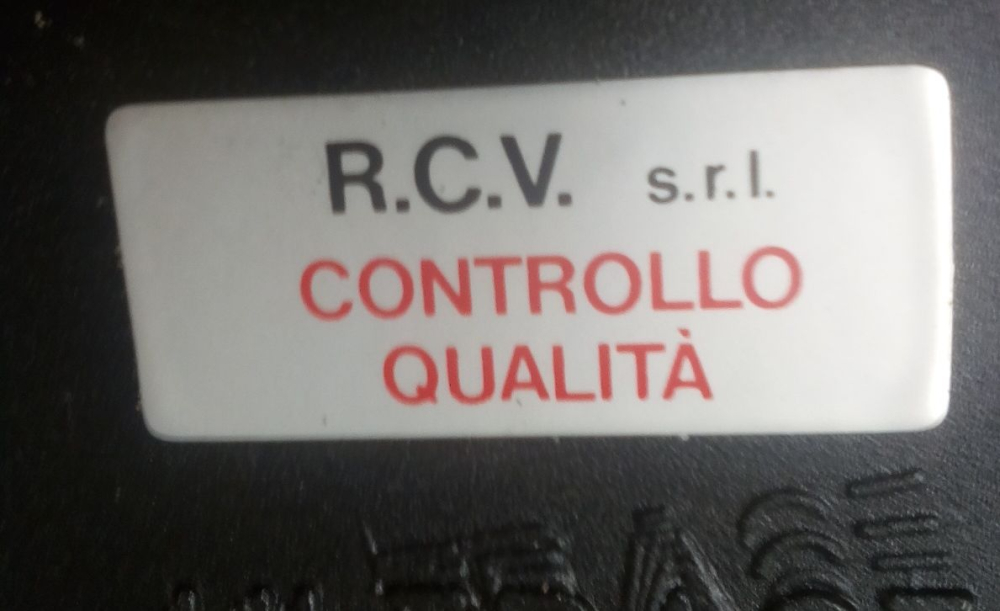 R.C.V. s.r.l.
CONTROLLO
QUALITÀ